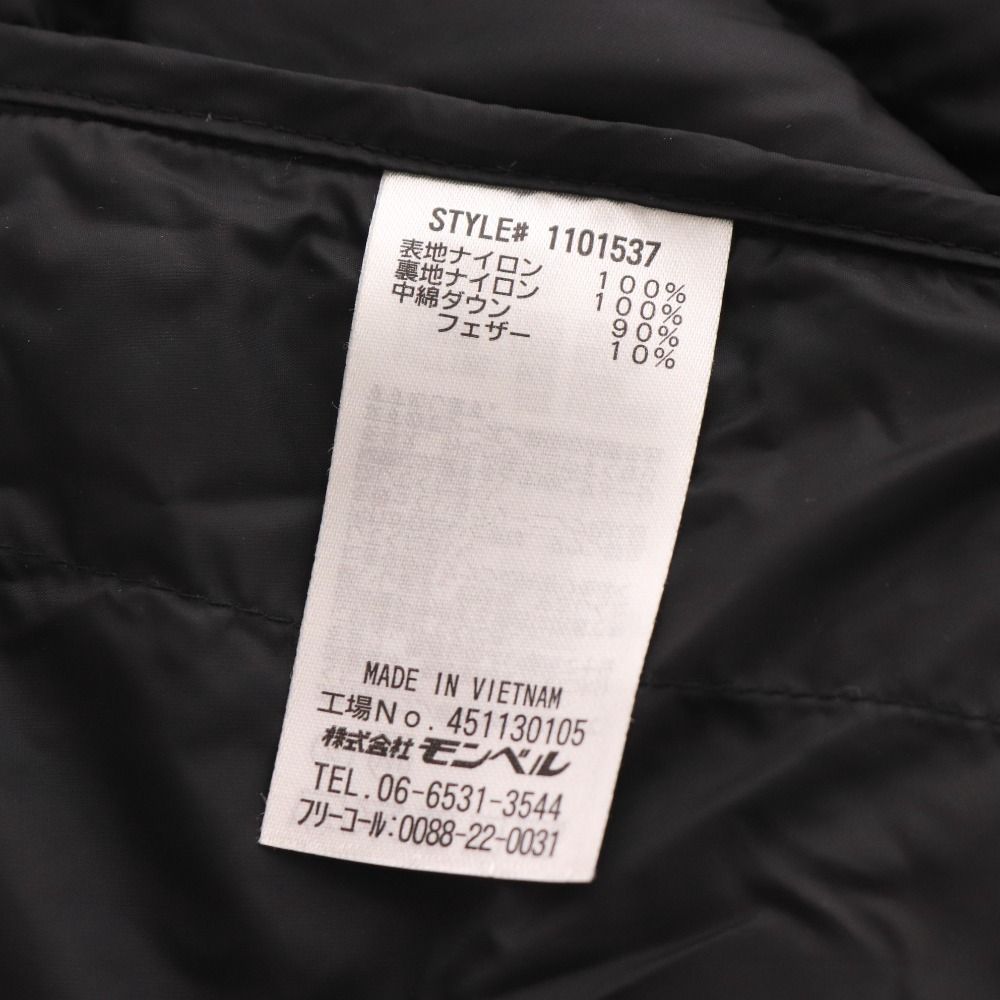 STYLE# 1101537
表地ナイロン 100%
裏地ナイロン 100%
中綿ダウン 90%
フェザー 10%
MADE IN VIETNAM
工場No. 451130105
株式会社 モンベル
TEL. 06-6531-3544
フリーコール:0088-22-0031